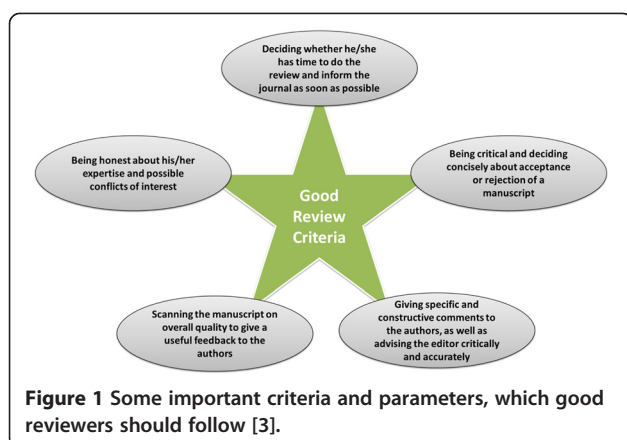 Deciding whether he/she
has time to do the
review and inform the
journal as soon as possible
Being honest about his/her
expertise and possible
conflicts of interest
Being critical and deciding
concisely about acceptance
or rejection of a
manuscript
Good
Review
Criteria
Scanning the manuscript on
overall quality to give a
useful feedback to the
authors
Giving specific and
constructive comments to
the authors, as well as
advising the editor critically
and accurately
Figure 1 Some important criteria and parameters, which good
reviewers should follow [3].